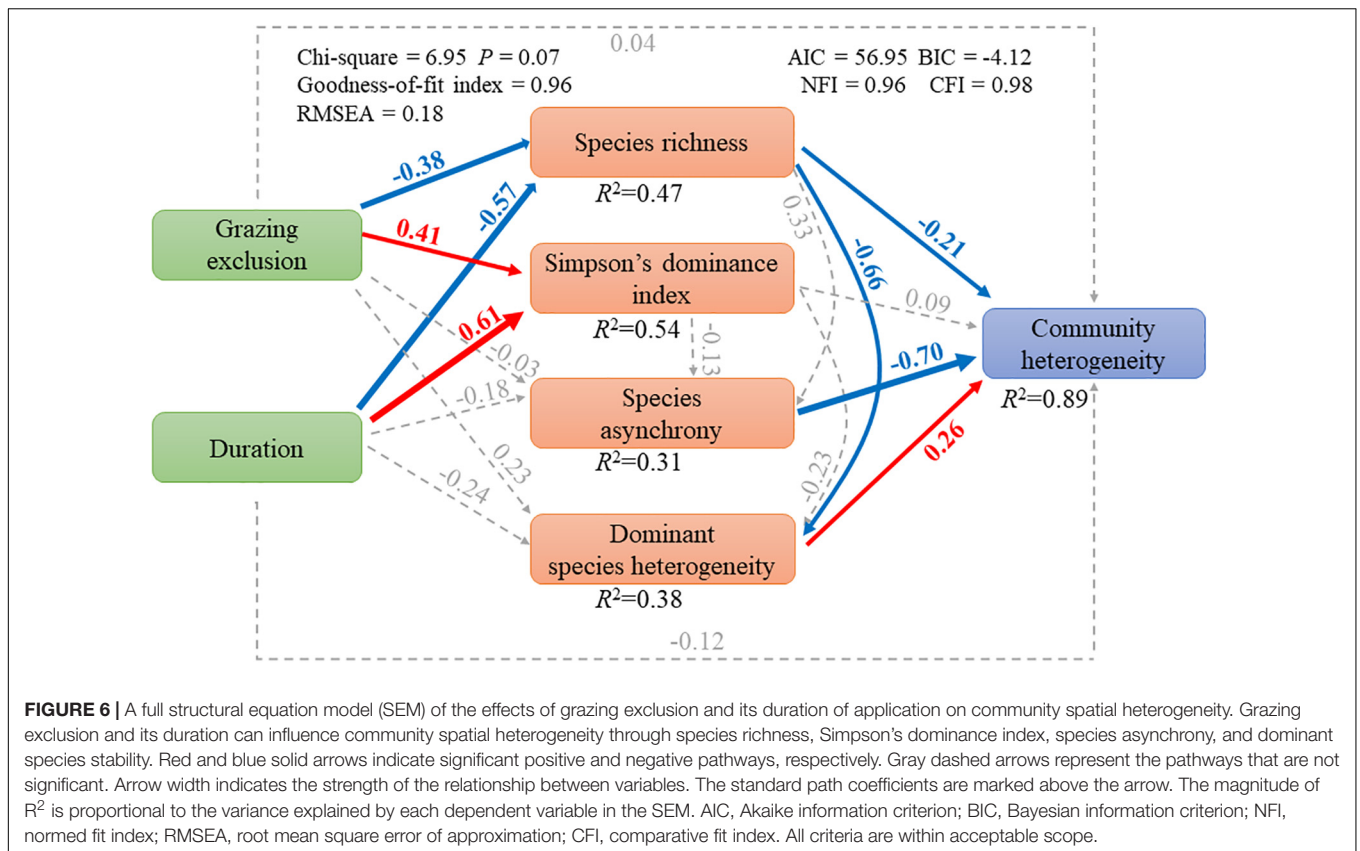 0.04
Chi-square = 6.95 P = 0.07
Goodness-of-fit index = 0.96
RMSEA = 0.18
AIC = 56.95 BIC = -4.12
NFI = 0.96 CFI = 0.98
Species richness
R²=0.47
-0.38
-0.57
0.41
Grazing
exclusion
Simpson's dominance
index
R²=0.54
0.61
0.33
-0.66
-0.21
0.09
Community
heterogeneity
R²=0.89
-0.03
-0.13
-0.18
-0.70
Species
asynchrony
R²=0.31
Duration
0.23
-0.24
-0.23
0.26
Dominant
species heterogeneity
R²=0.38
-0.12
FIGURE 6 | A full structural equation model (SEM) of the effects of grazing exclusion and its duration of application on community spatial heterogeneity. Grazing
exclusion and its duration can influence community spatial heterogeneity through species richness, Simpson's dominance index, species asynchrony, and dominant
species stability. Red and blue solid arrows indicate significant positive and negative pathways, respectively. Gray dashed arrows represent the pathways that are not
significant. Arrow width indicates the strength of the relationship between variables. The standard path coefficients are marked above the arrow. The magnitude of
R² is proportional to the variance explained by each dependent variable in the SEM. AIC, Akaike information criterion; BIC, Bayesian information criterion; NFI,
normed fit index; RMSEA, root mean square error of approximation; CFI, comparative fit index. All criteria are within acceptable scope.